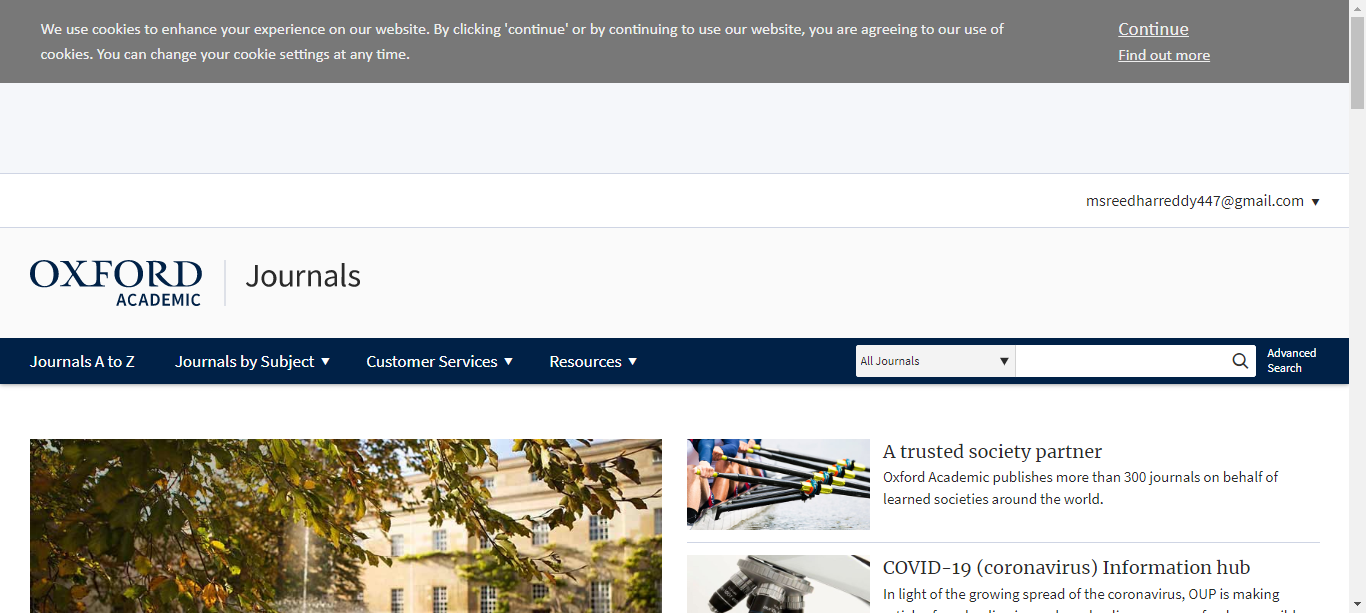 We use cookies to enhance your experience on our website. By clicking 'continue' or by continuing to use our website, you are agreeing to our use of
cookies. You can change your cookie settings at any time.
Continue
Find out more
msreedharreddy447@gmail.com ▼
OXFORD
ACADEMIC
Journals
Journals A to Z
Journals by Subject ▼
Customer Services ▼
Resources ▼
All Journals ▼
Advanced
Search
A trusted society partner
Oxford Academic publishes more than 300 journals on behalf of
learned societies around the world.
COVID-19 (coronavirus) Information hub
In light of the growing spread of the coronavirus, OUP is making